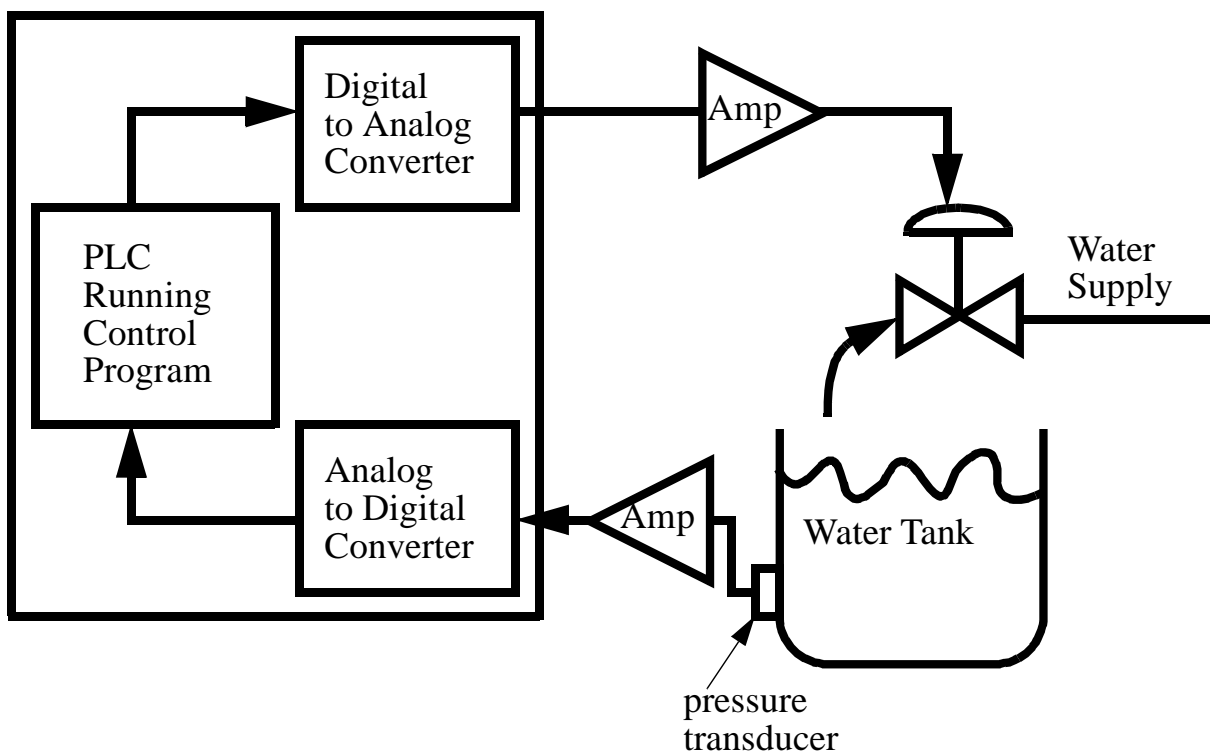 Digital
to Analog
Converter
Amp
PLC
Running
Control
Program
Water
Supply
Analog
to Digital
Converter
Amp
Water Tank
pressure
transducer